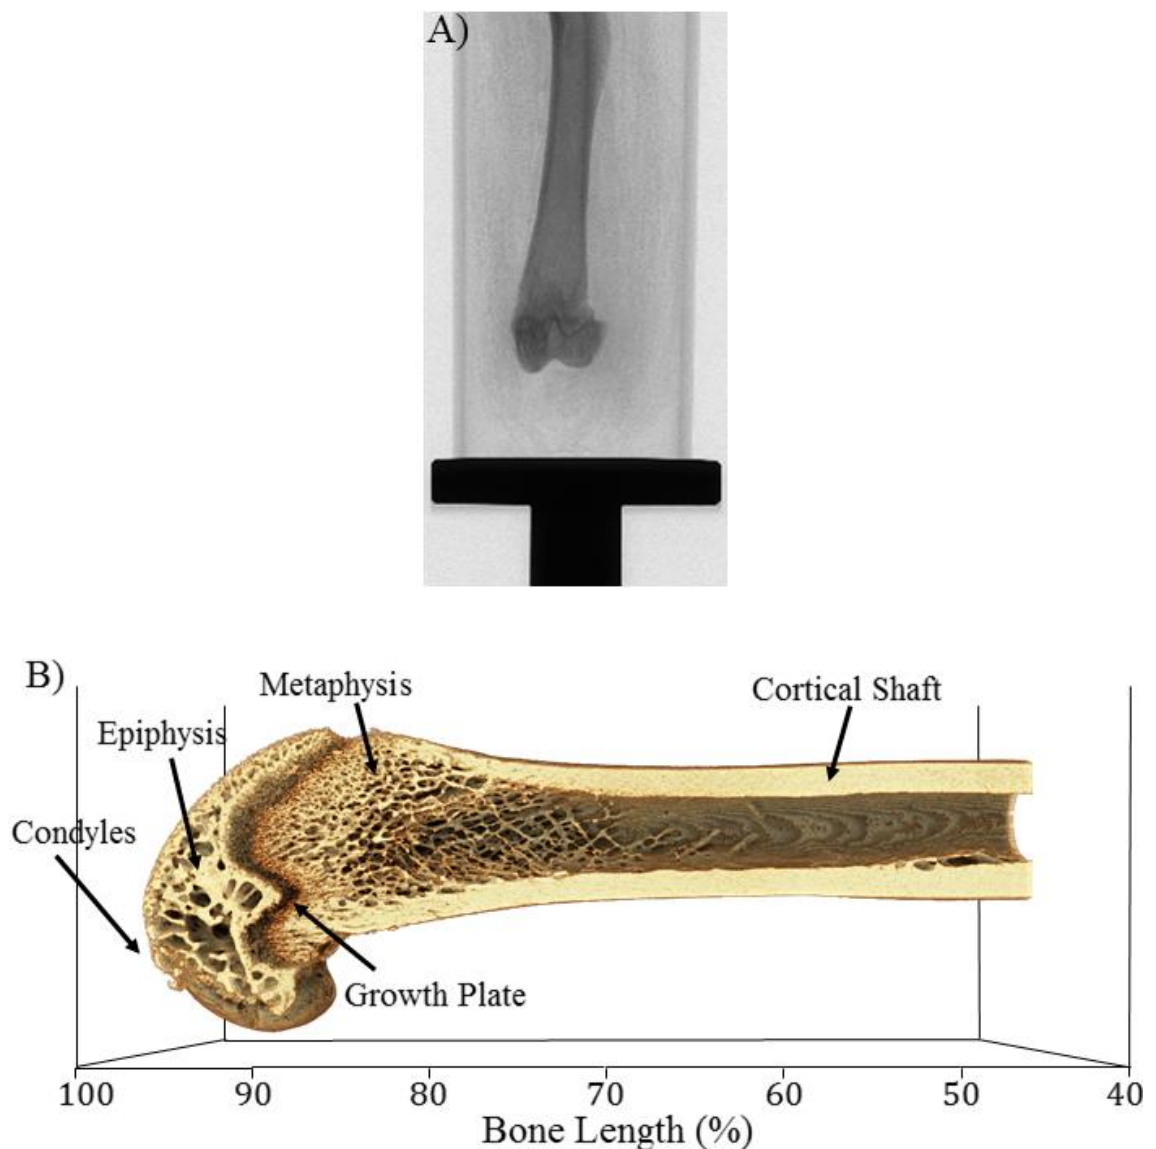 A)
B)
Metaphysis
Cortical Shaft
Epiphysis
Condyles
Growth Plate
100 90 80 70 60 50 40
Bone Length (%)